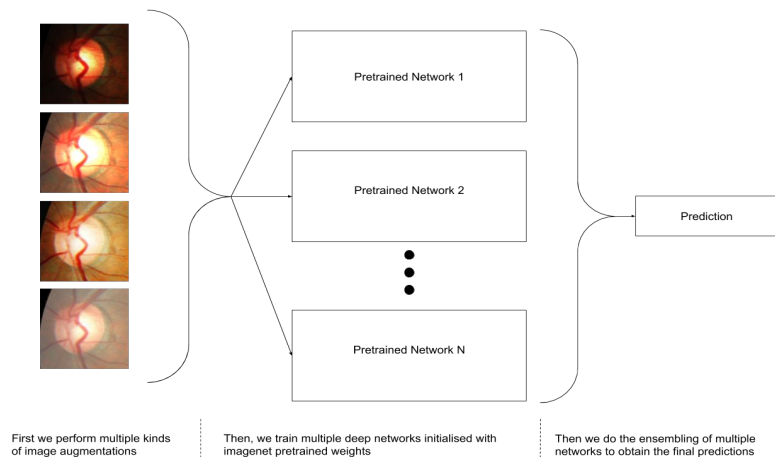 Pretrained Network 1
Pretrained Network 2
Prediction
Pretrained Network N
First we perform multiple kinds
of image augmentations
Then, we train multiple deep networks initialised with
imagenet pretrained weights
Then we do the ensembling of multiple
networks to obtain the final predictions